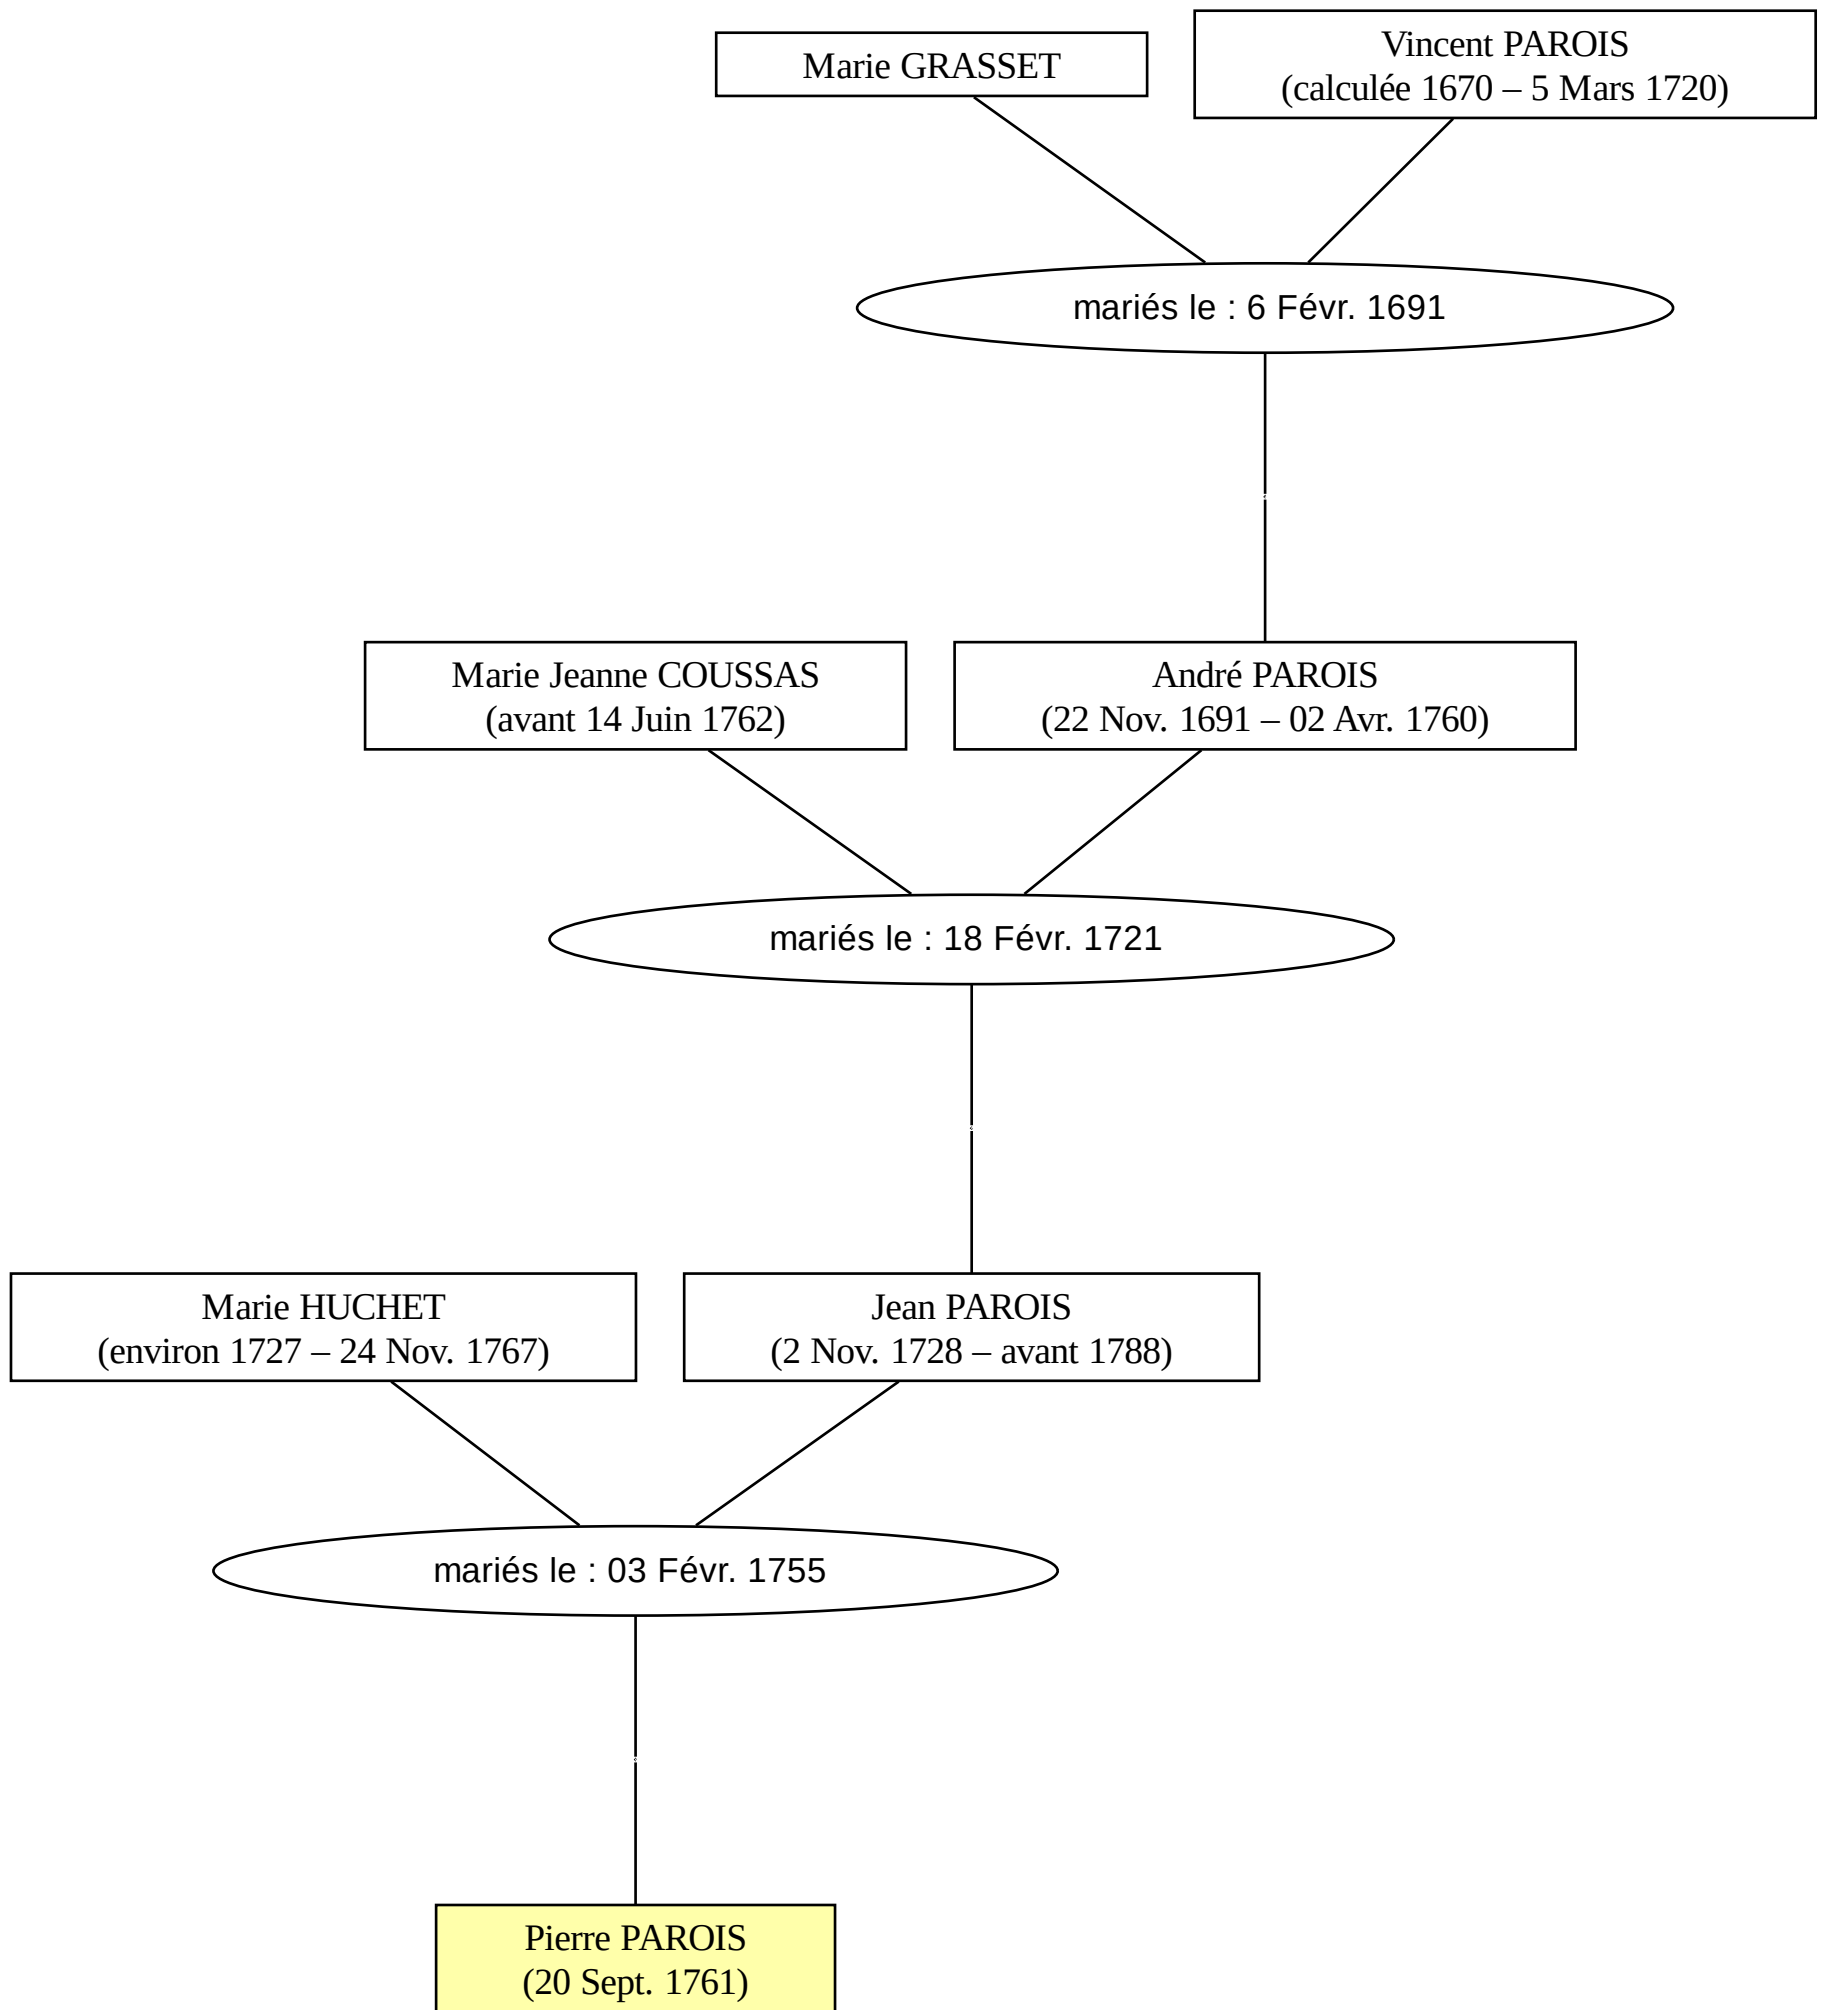 Marie GRASSET
Vincent PAROIS
(calculée 1670 – 5 Mars 1720)
mariés le : 6 Févr. 1691
Marie Jeanne COUSSAS
(avant 14 Juin 1762)
André PAROIS
(22 Nov. 1691 – 02 Avr. 1760)
mariés le : 18 Févr. 1721
Marie HUCHET
(environ 1727 – 24 Nov. 1767)
Jean PAROIS
(2 Nov. 1728 – avant 1788)
mariés le : 03 Févr. 1755
Pierre PAROIS
(20 Sept. 1761)